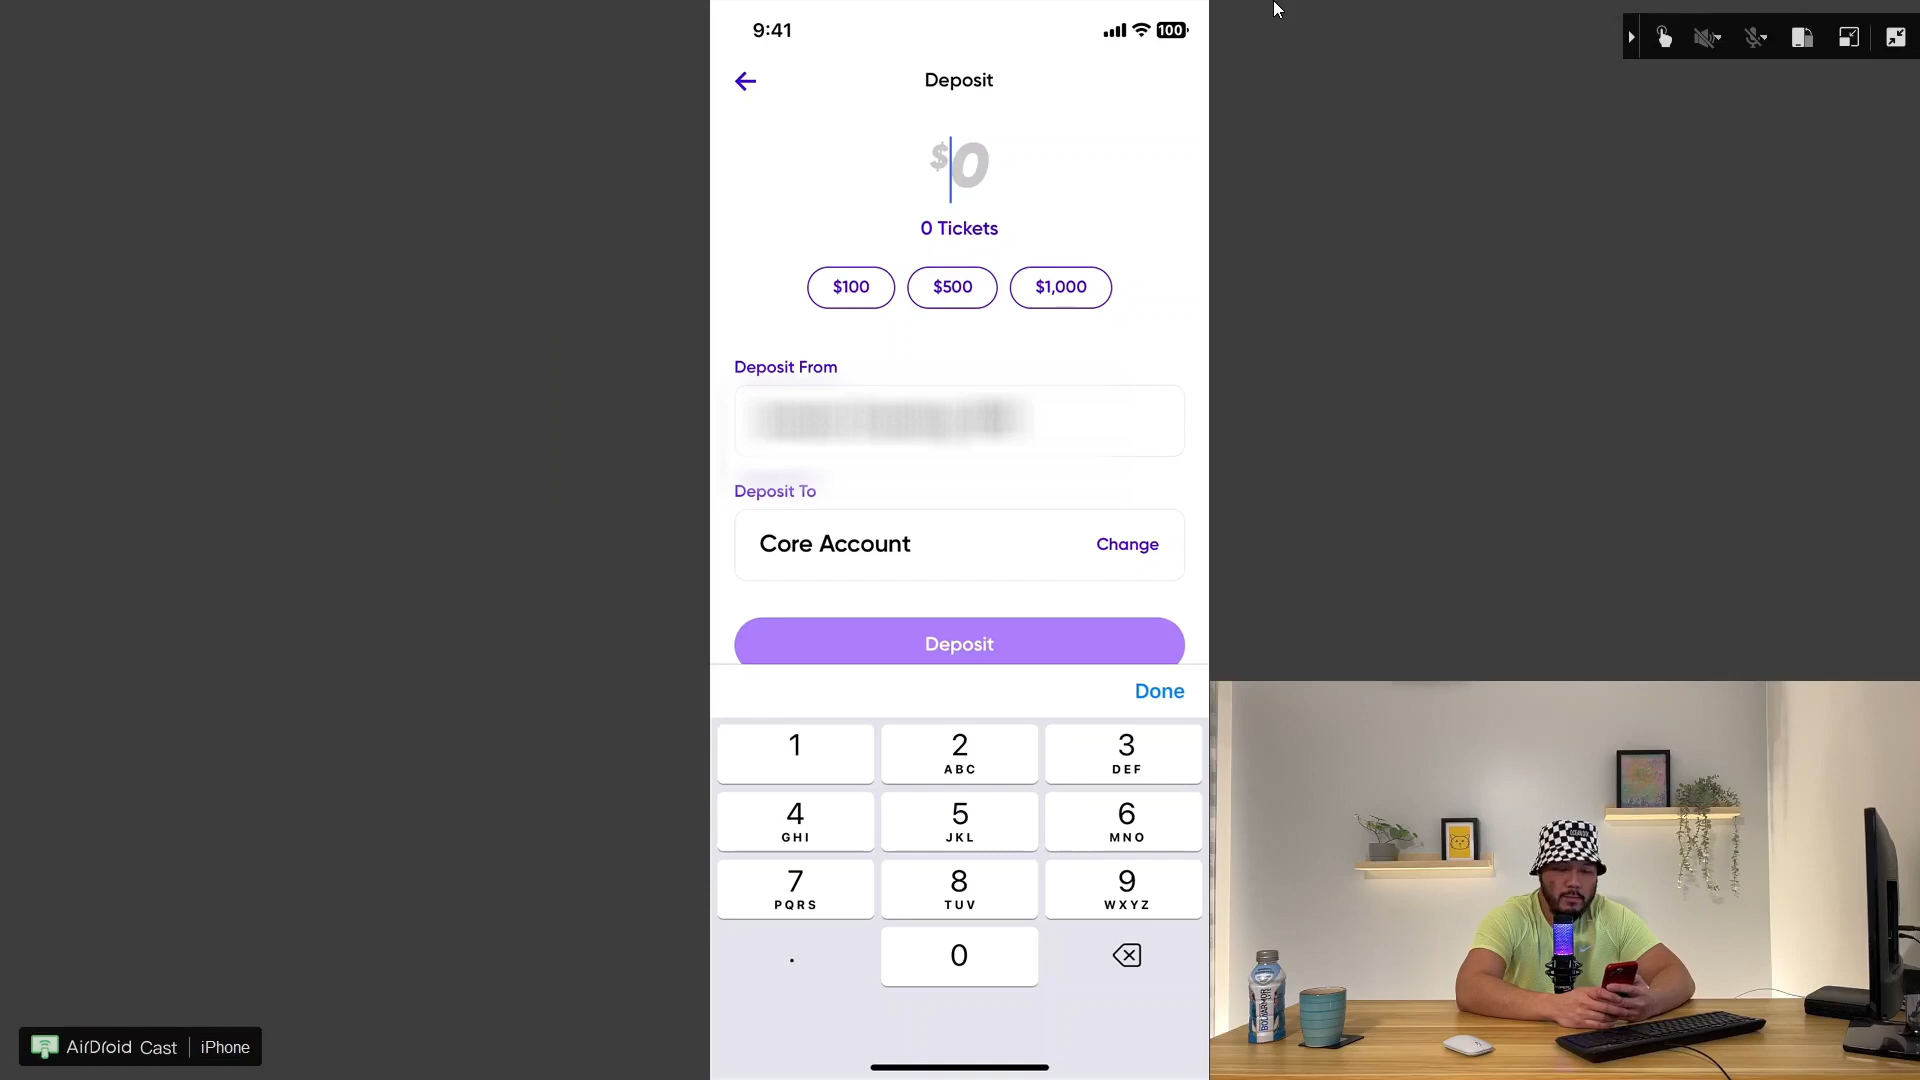 9:41
100
Deposit
$0
0 Tickets
$100
$500
$1,000
Deposit From
Deposit To
Core Account
Change
Deposit
Done
1
2
ABC
3
DEF
4
GHI
5
JKL
6
MNO
7
PQRS
8
TUV
9
WXYZ
.
0
AirDroid Cast
iPhone
BODYARMOR